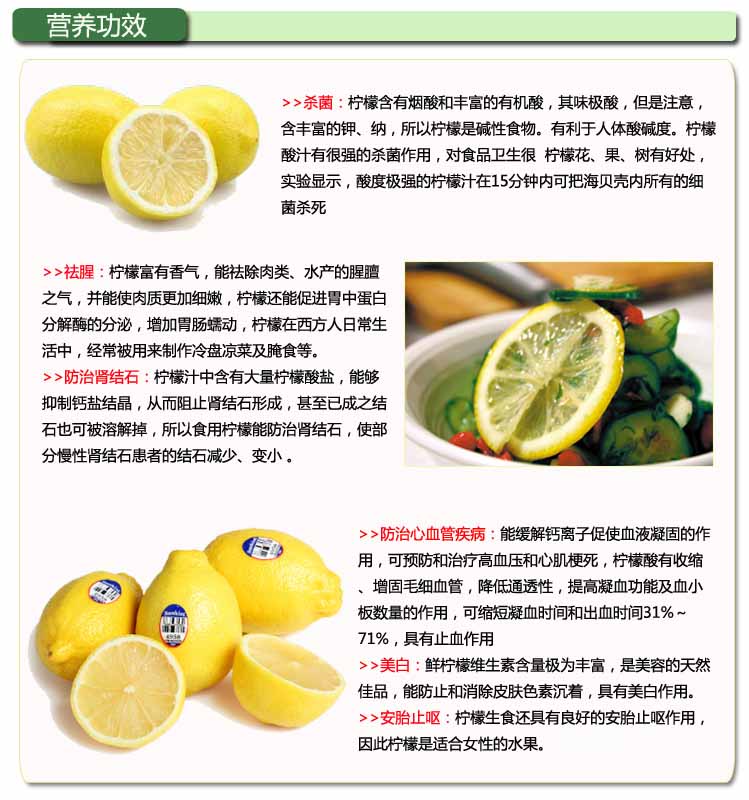 营养功效
>>杀菌：柠檬含有烟酸和丰富的有机酸，其味极酸，但是注意，
含丰富的钾、纳，所以柠檬是碱性食物。有利于人体酸碱度。柠檬
酸汁有很强的杀菌作用，对食品卫生很 柠檬花、果、树有好处，
实验显示，酸度极强的柠檬汁在15分钟内可把海贝壳内所有的细
菌杀死
>>祛腥：柠檬富有香气，能祛除肉类、水产的腥膻
之气，并能使肉质更加细嫩，柠檬还能促进胃中蛋白
分解酶的分泌，增加胃肠蠕动，柠檬在西方人日常生
活中，经常被用来制作冷盘凉菜及腌食等。
>>防治肾结石：柠檬汁中含有大量柠檬酸盐，能够
抑制钙盐结晶，从而阻止肾结石形成，甚至已成之结
石也可被溶解掉，所以食用柠檬能防治肾结石，使部
分慢性肾结石患者的结石减少、变小 。
>>防治心血管疾病：能缓解钙离子促使血液凝固的作
用，可预防和治疗高血压和心肌梗死，柠檬酸有收缩
、增固毛细血管，降低通透性，提高凝血功能及血小
板数量的作用，可缩短凝血时间和出血时间31%～
71%，具有止血作用
>>美白：鲜柠檬维生素含量极为丰富，是美容的天然
佳品，能防止和消除皮肤色素沉着，具有美白作用。
>>安胎止呕：柠檬生食还具有良好的安胎止呕作用，
因此柠檬是适合女性的水果。
Sunkist
4958